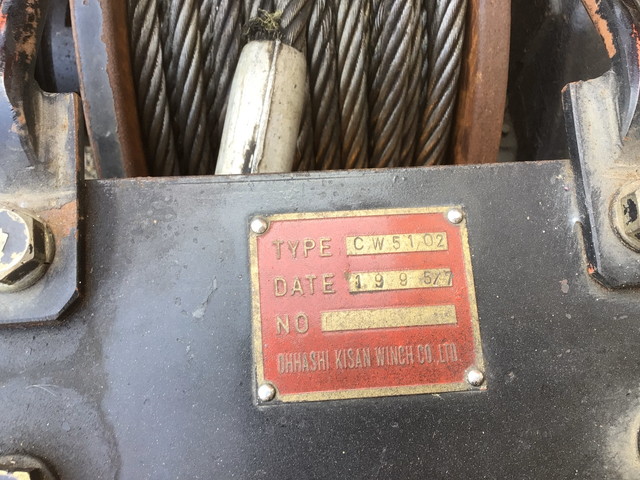 TYPE CW5102
DATE 1995/7
NO
OHHASHI KISAN WINCH CO.,LTD.